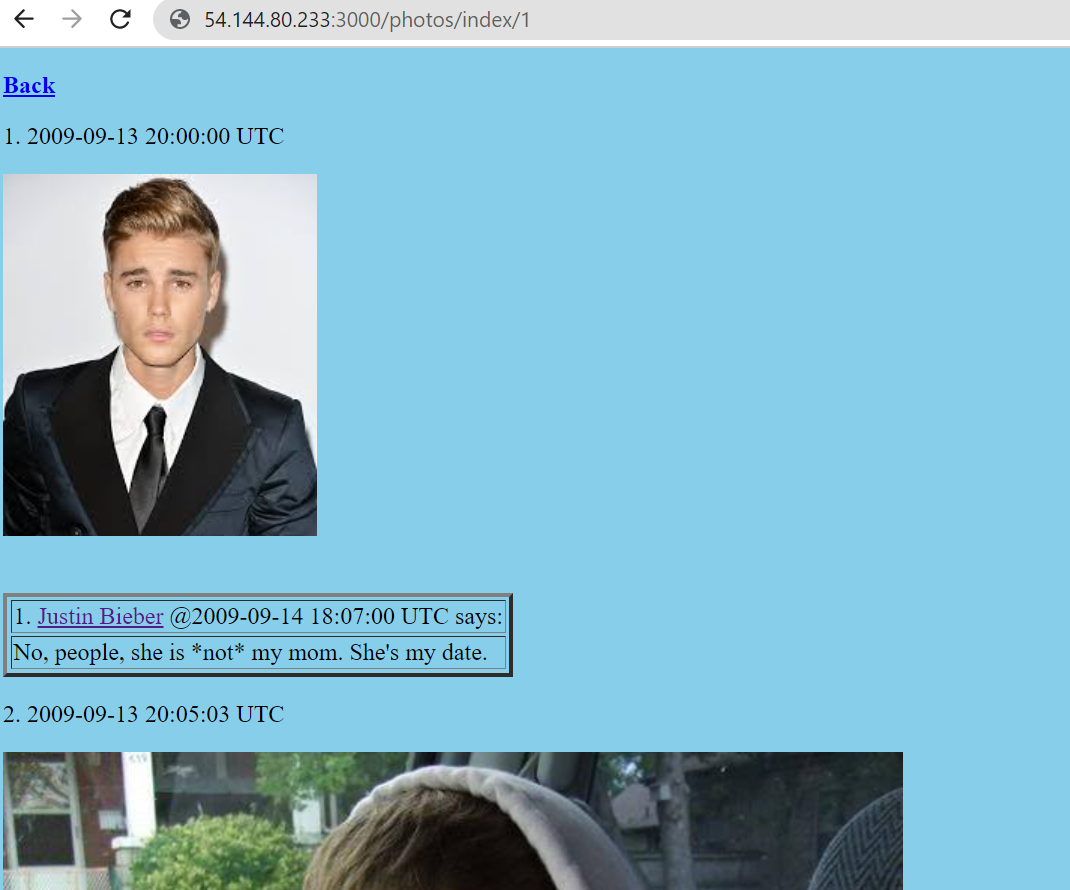 54.144.80.233:3000/photos/index/1
Back
1. 2009-09-13 20:00:00 UTC
1. Justin Bieber @2009-09-14 18:07:00 UTC says:
No, people, she is *not* my mom. She's my date.
2. 2009-09-13 20:05:03 UTC